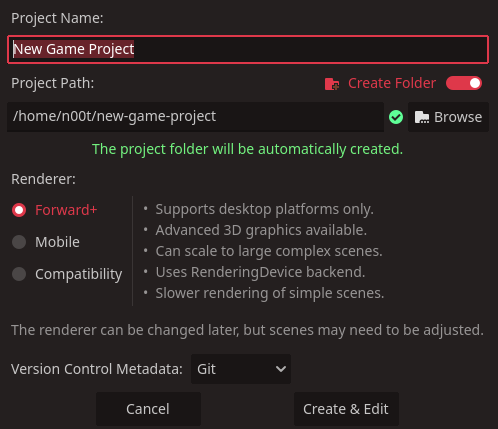 Project Name:
New Game Project
Project Path:
Create Folder
/home/n00t/new-game-project
Browse
The project folder will be automatically created.
Renderer:
Forward+
Mobile
Compatibility
• Supports desktop platforms only.
• Advanced 3D graphics available.
• Can scale to large complex scenes.
• Uses RenderingDevice backend.
• Slower rendering of simple scenes.
The renderer can be changed later, but scenes may need to be adjusted.
Version Control Metadata: Git
Cancel
Create & Edit